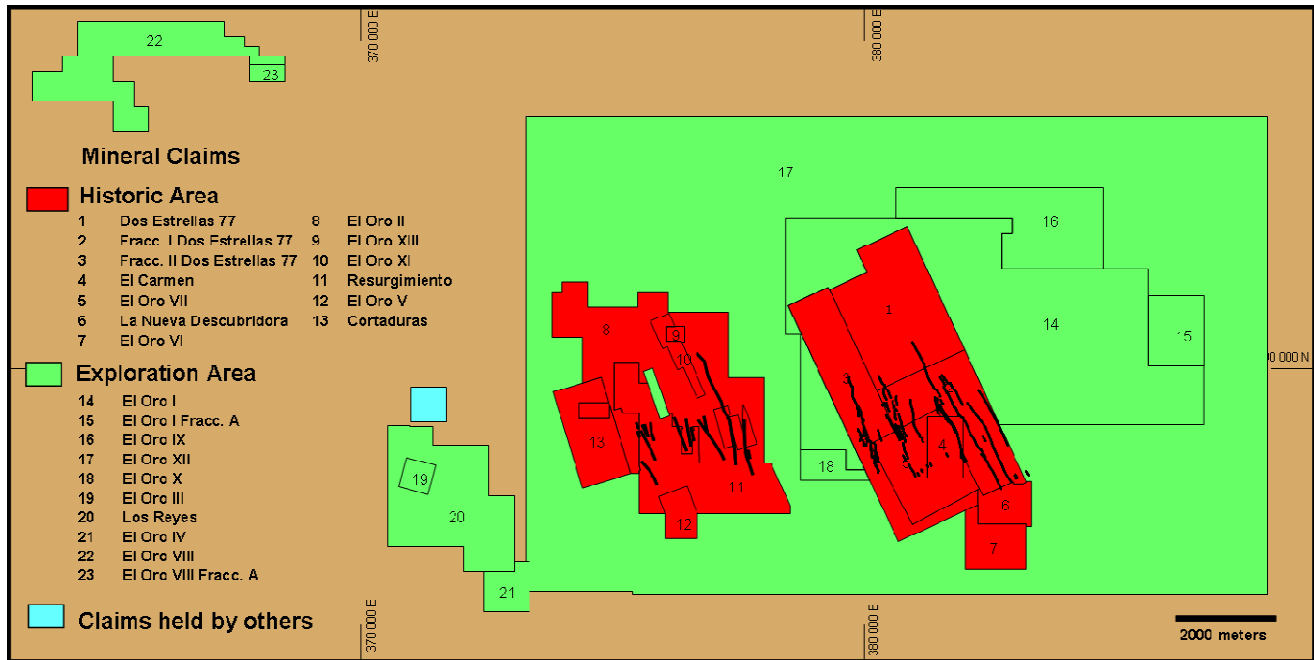 370 000 E
380 000 E
22
23
Mineral Claims
Historic Area
1 Dos Estrellas 77 8 El Oro II
2 Fracc. I Dos Estrellas 77 9 El Oro XIII
3 Fracc. II Dos Estrellas 77 10 El Oro XI
4 El Carmen 11 Resurgimiento
5 El Oro VII 12 El Oro V
6 La Nueva Descubridora 13 Cortaduras
7 El Oro VI
Exploration Area
14 El Oro I
15 El Oro I Fracc. A
16 El Oro IX
17 El Oro XII
18 El Oro X
19 El Oro III
20 Los Reyes
21 El Oro IV
22 El Oro VIII
23 El Oro VIII Fracc. A
Claims held by others
17
16
1
14
15
8
9
10
3
13
4
18
11
12
6
7
19
20
21
000 N
370 000 E
380 000 E
2000 meters